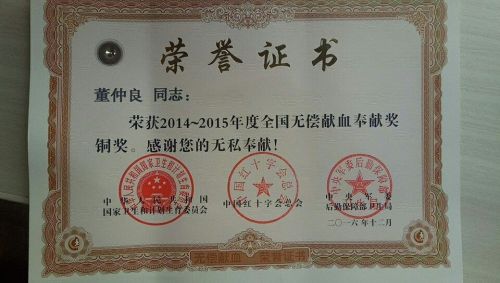 荣誉证书
董仲良 同志：
荣获2014~2015年度全国无偿献血奉献奖
铜奖。感谢您的无私奉献！
中华人民共和国
国家卫生和计划生育委员会
中国红十字会总会
中央军委
后勤保障部卫生局
二〇一六年十二月
无偿献血 荣誉证书